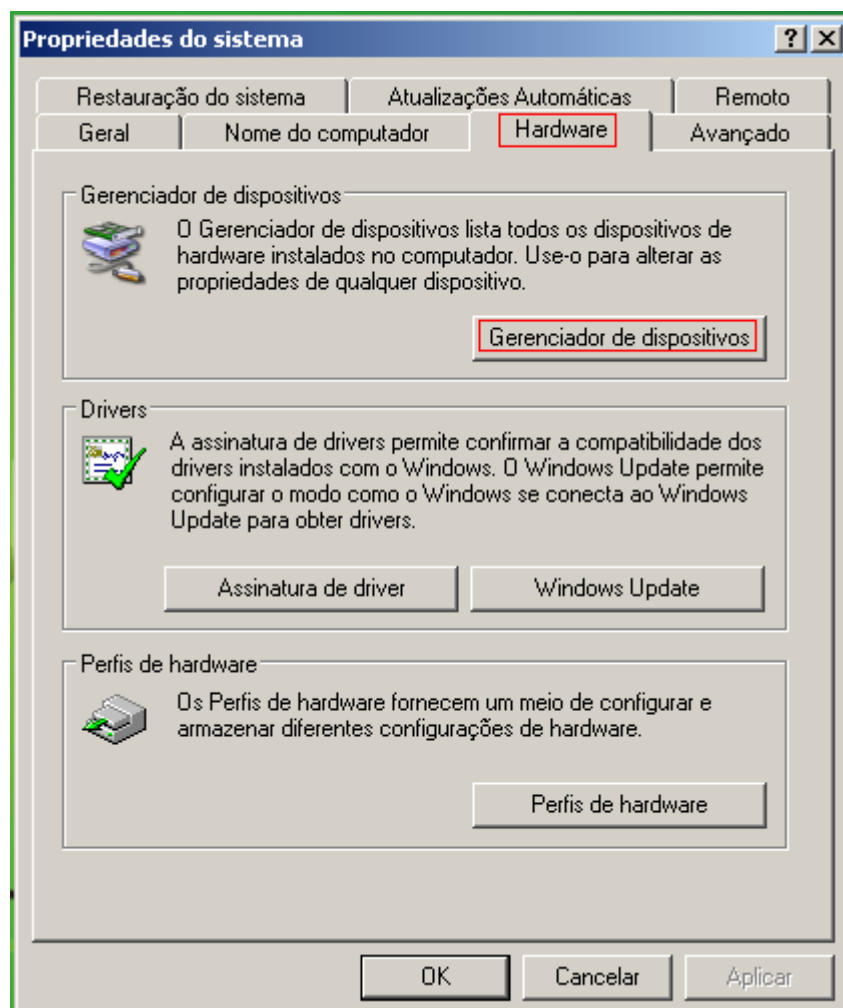 Propriedades do sistema
Restauração do sistema
Atualizações Automáticas
Remoto
Geral
Nome do computador
Hardware
Avançado
Gerenciador de dispositivos
O Gerenciador de dispositivos lista todos os dispositivos de
hardware instalados no computador. Use-o para alterar as
propriedades de qualquer dispositivo.
Gerenciador de dispositivos
Drivers
A assinatura de drivers permite confirmar a compatibilidade dos
drivers instalados com o Windows. O Windows Update permite
configurar o modo como o Windows se conecta ao Windows
Update para obter drivers.
Assinatura de driver
Windows Update
Perfis de hardware
Os Perfis de hardware fornecem um meio de configurar e
armazenar diferentes configurações de hardware.
Perfis de hardware
OK
Cancelar
Aplicar